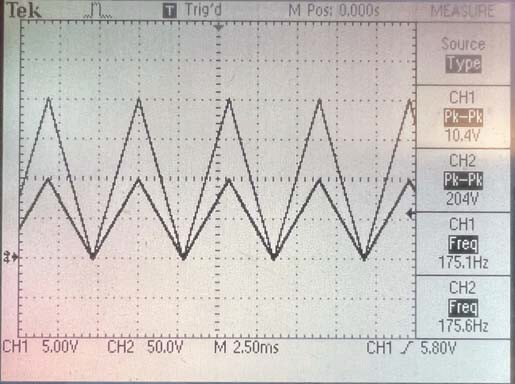 Tek Trig'd M Pos: 0.000s MEASURE
Source
Type
CH1
Pk-Pk
10.4V
CH2
Pk-Pk
204V
CH1
Freq
175.1Hz
CH2
Freq
175.6Hz
CH1 5.00V CH2 50.0V M 2.50ms CH1 5.80V